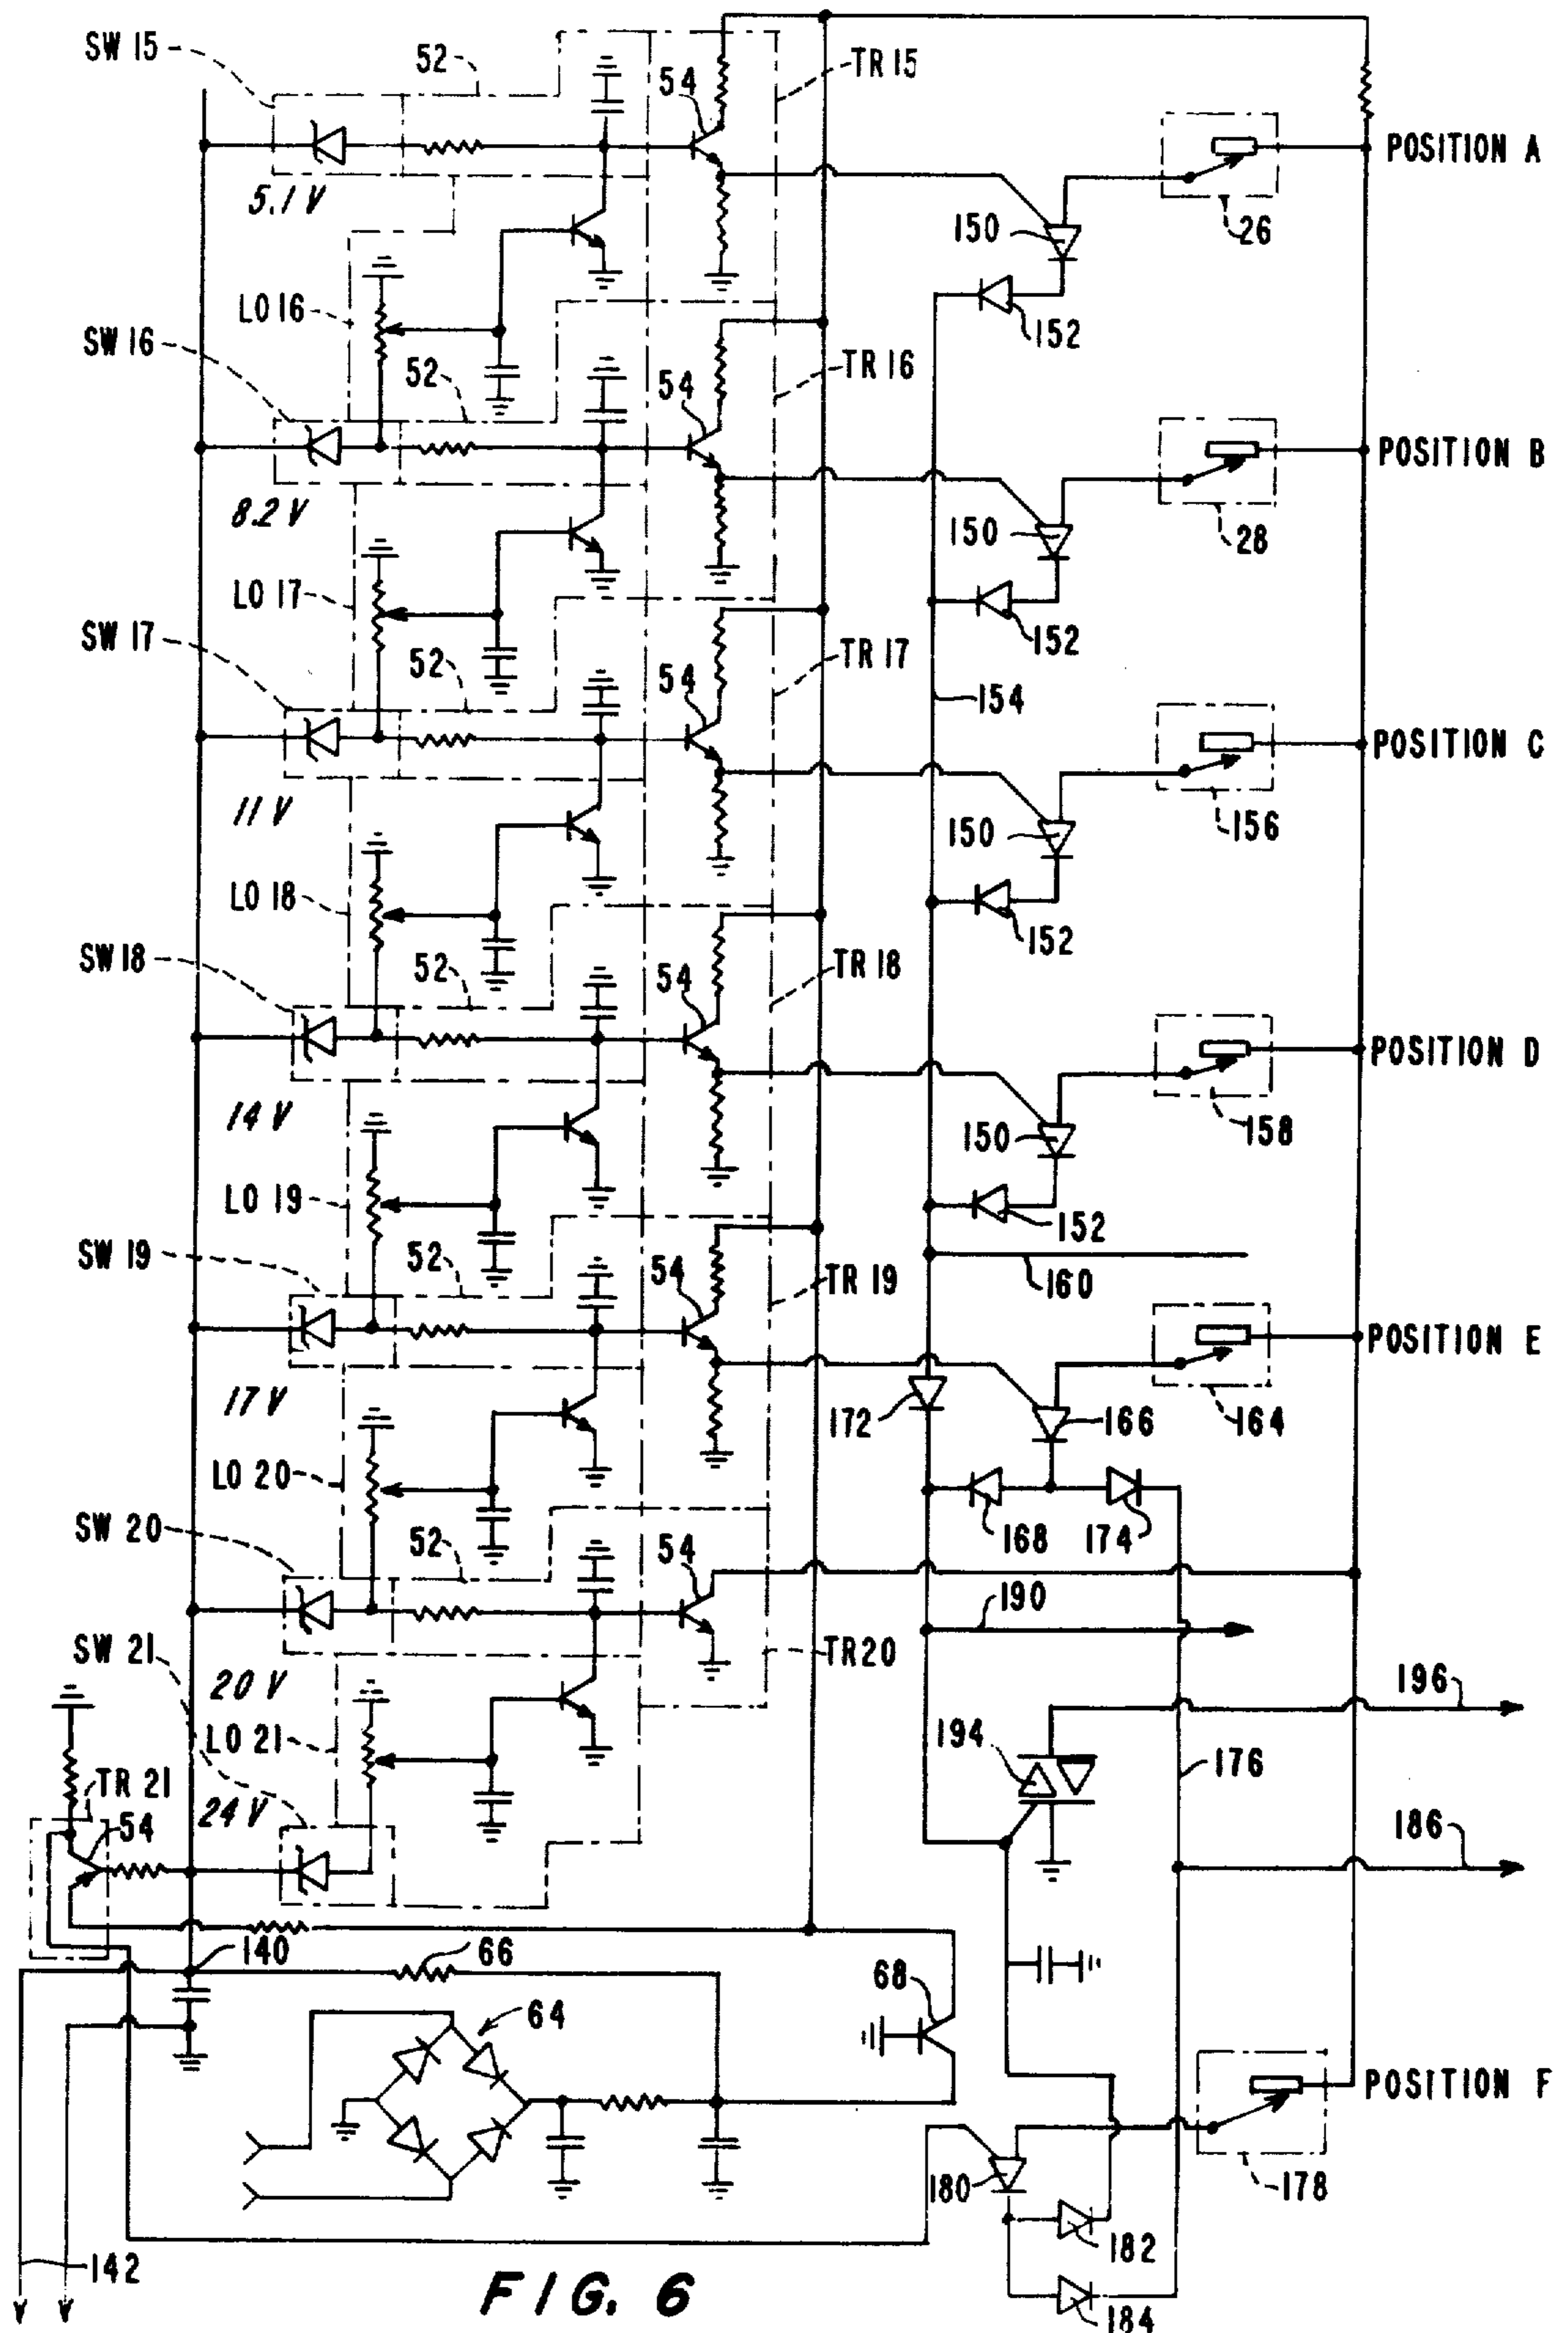 SW 15
52
54
TR 15
POSITION A
5.1 V
150
26
LO 16
152
SW 16
52
54
TR 16
POSITION B
8.2 V
150
28
LO 17
152
SW 17
52
54
TR 17
154
POSITION C
11 V
150
156
LO 18
152
SW 18
52
54
TR 18
POSITION D
14 V
150
158
LO 19
152
SW 19
52
54
TR 19
160
POSITION E
17 V
172
166
164
LO 20
168
174
SW 20
52
54
190
SW 21
20 V
TR 20
196
LO 21
194
176
TR 21
24 V
54
186
140
66
68
64
POSITION F
180
178
182
142
184
FIG. 6